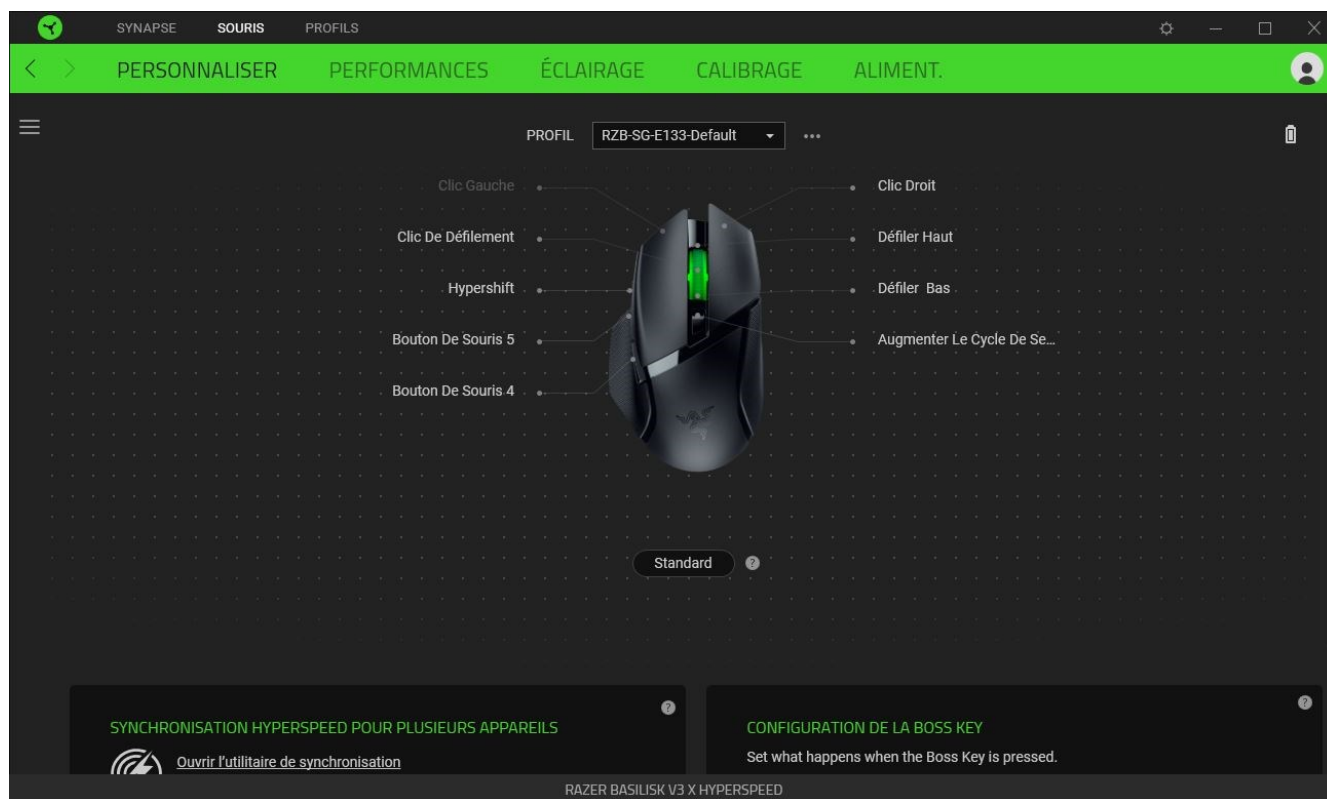 SYNAPSE SOURIS PROFILS
PERSONNALISER PERFORMANCES ÉCLAIRAGE CALIBRAGE ALIMENT.
PROFIL RZB-SG-E133-Default
Clic Gauche Clic Droit
Clic De Défilement Défiler Haut
Hypershift Défiler Bas
Bouton De Souris 5 Augmenter Le Cycle De Se...
Bouton De Souris 4
Standard ?
SYNCHRONISATION HYPERSPEED POUR PLUSIEURS APPAREILS ?
Ouvrir l’utilitaire de synchronisation
CONFIGURATION DE LA BOSS KEY ?
Set what happens when the Boss Key is pressed.
RAZER BASILISK V3 X HYPERSPEED